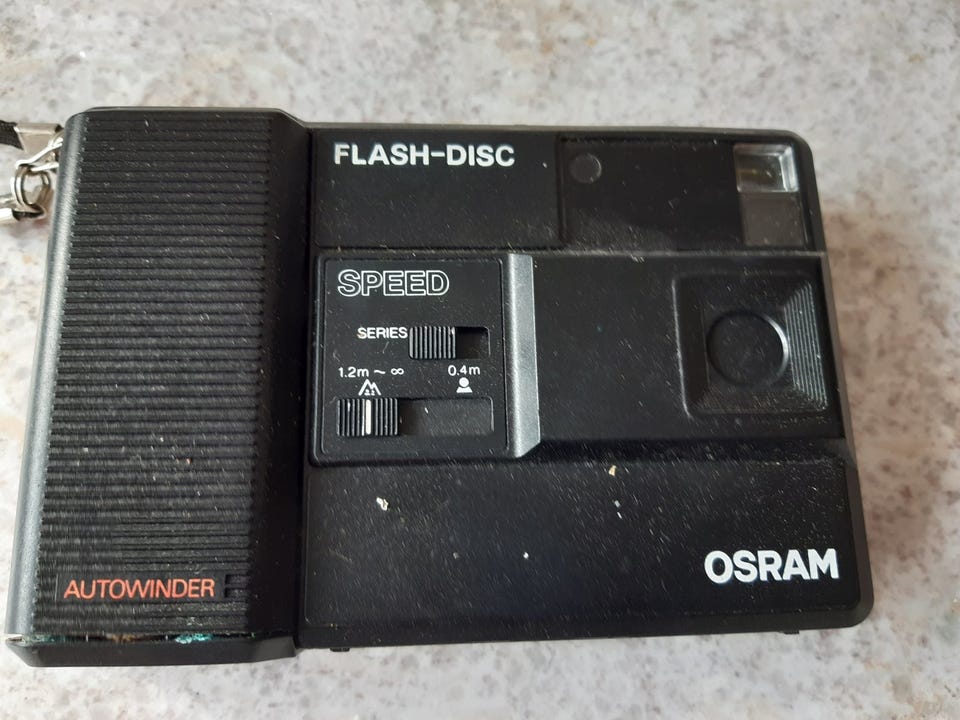 FLASH-DISC
SPEED
SERIES
1.2m ~ ∞ 0.4m
AUTOWINDER
OSRAM